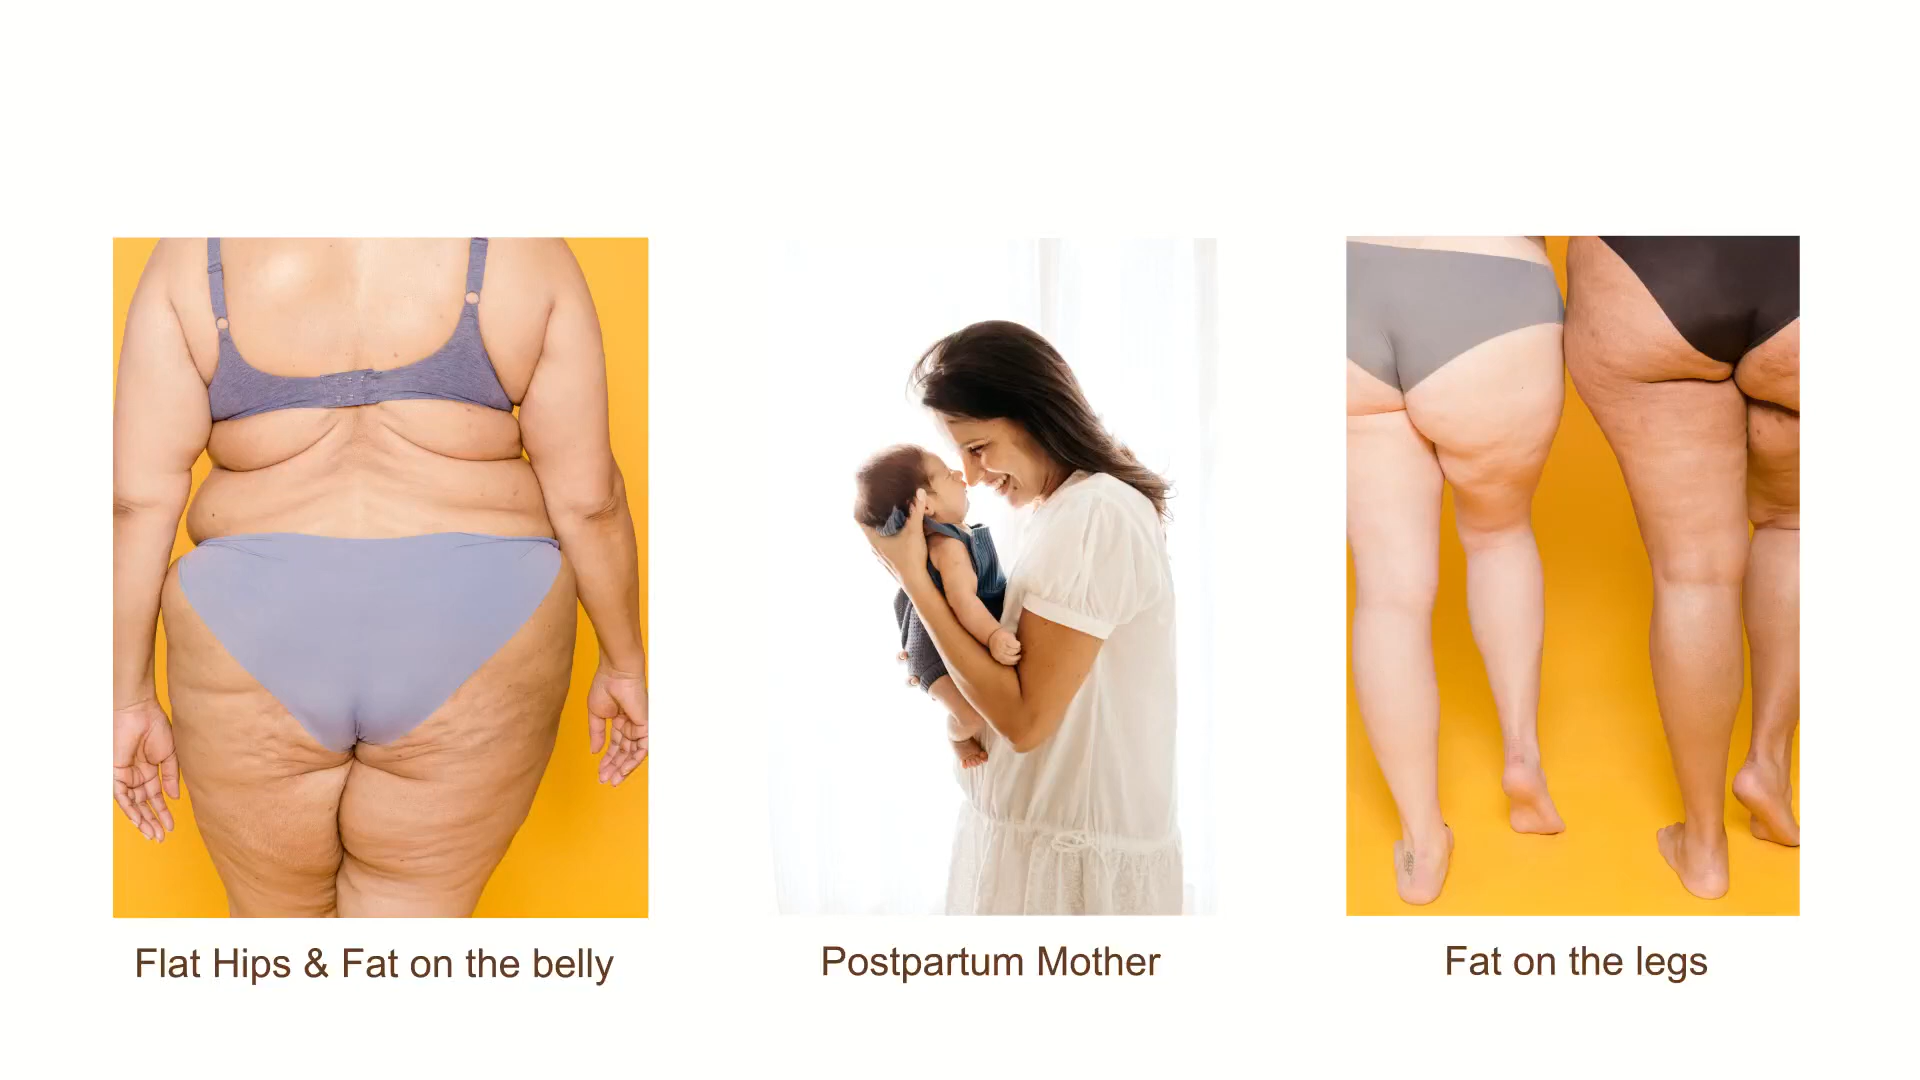 Flat Hips & Fat on the belly
Postpartum Mother
Fat on the legs